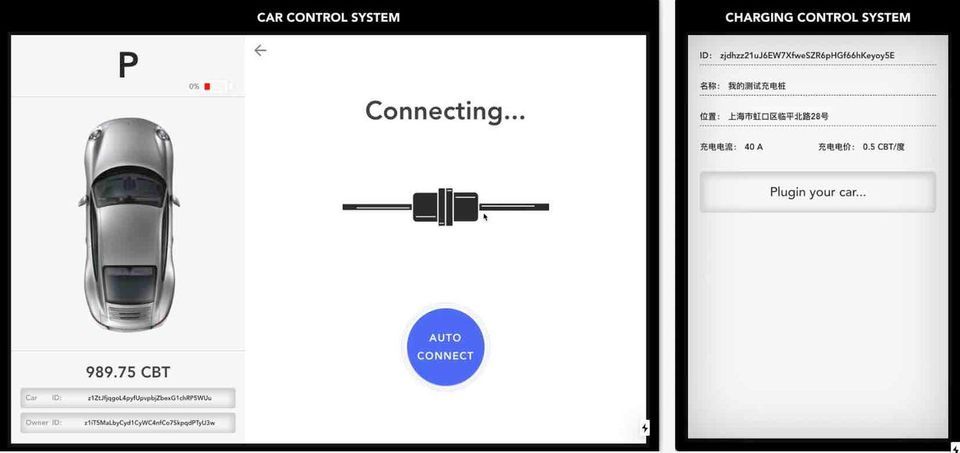 CAR CONTROL SYSTEM
P
0%
989.75 CBT
Car ID: z1ZtJfjqgoL4pyfUpvpbjZbexG1chRP5WUu
Owner ID: z1iT5MaLbyCyd1CyWC4nfCo7SkpqdPTyU3w
Connecting...
AUTO
CONNECT
CHARGING CONTROL SYSTEM
ID: zjdhzz21uJ6EW7XfweSZR6pHGf66hKeyoy5E
名称: 我的测试充电桩
位置: 上海市虹口区临平北路28号
充电电流: 40 A 充电电价: 0.5 CBT/度
Plugin your car...